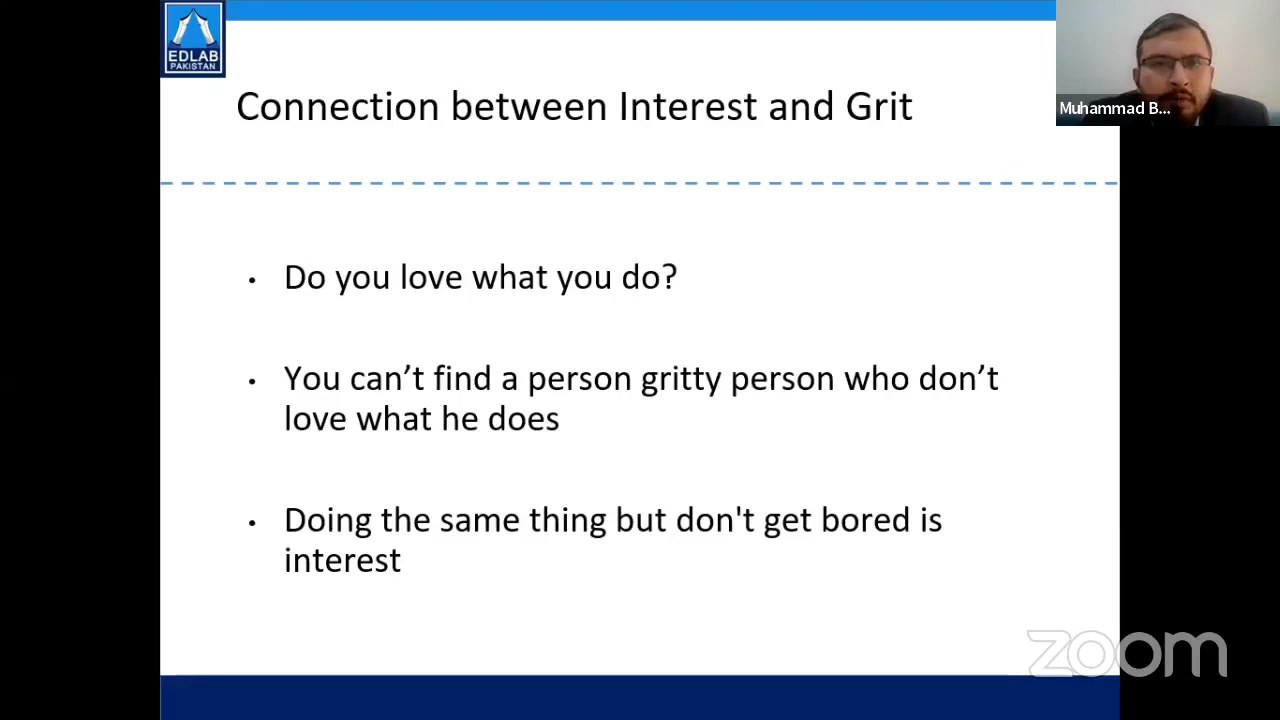 EDLAB
PAKISTAN
Connection between Interest and Grit
Muhammad B...
• Do you love what you do?
• You can’t find a person gritty person who don’t
love what he does
• Doing the same thing but don't get bored is
interest
zoom